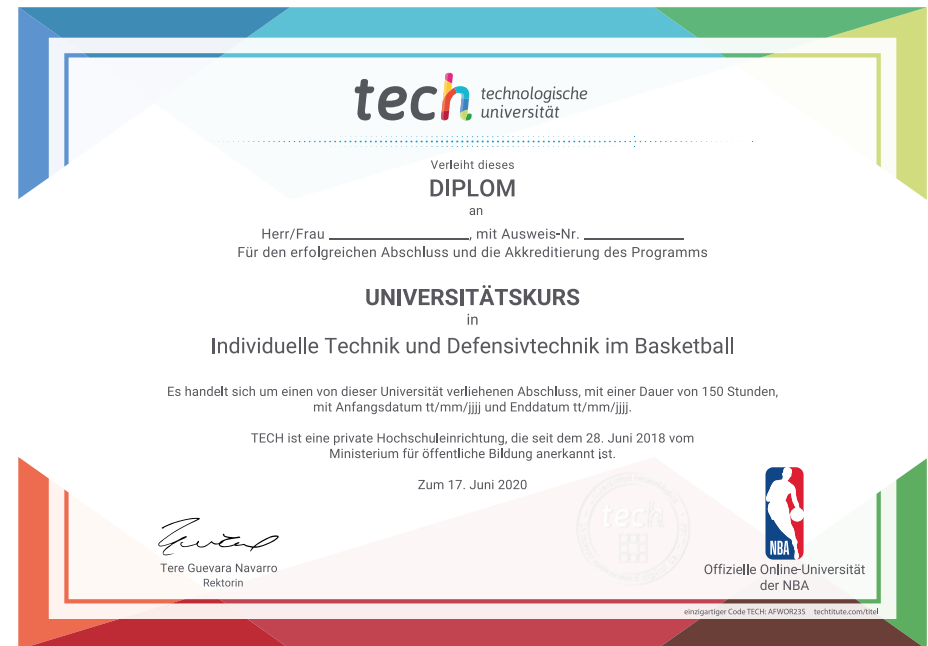 tech technologische
universität
Verleiht dieses
DIPLOM
an
Herr/Frau ____________, mit Ausweis-Nr. ____________
Für den erfolgreichen Abschluss und die Akkreditierung des Programms
UNIVERSITÄTSKURS
in
Individuelle Technik und Defensivtechnik im Basketball
Es handelt sich um einen von dieser Universität verliehenen Abschluss, mit einer Dauer von 150 Stunden,
mit Anfangsdatum tt/mm/jjjj und Enddatum tt/mm/jjjj.
TECH ist eine private Hochschuleinrichtung, die seit dem 28. Juni 2018 vom
Ministerium für öffentliche Bildung anerkannt ist.
Zum 17. Juni 2020
tech
Tere Guevara Navarro
Rektorin
NBA
Offizielle Online-Universität
der NBA
einzigartiger Code TECH: AFWOR23S techtitute.com/titel